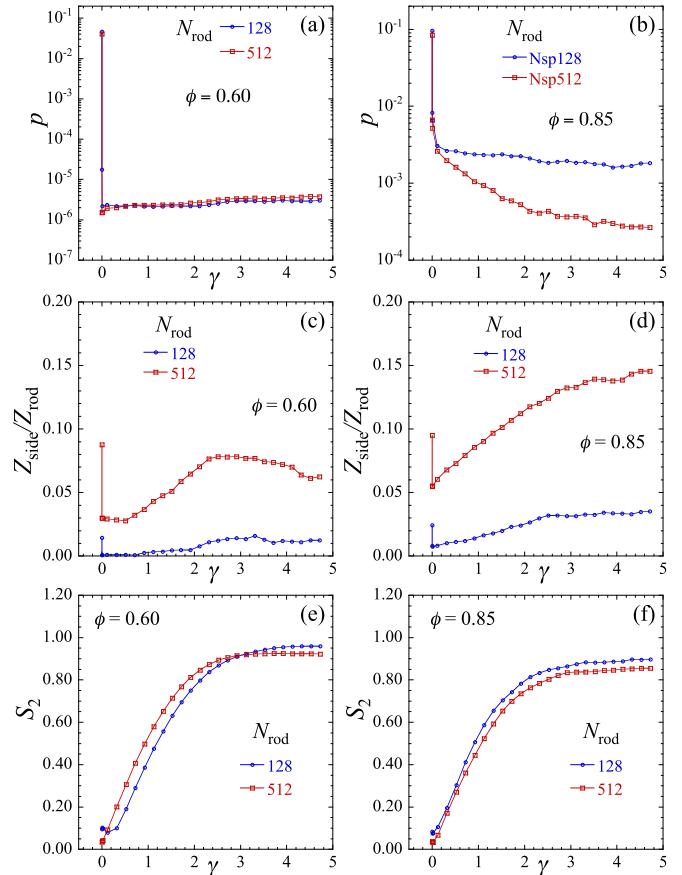 (a)
N_rod
128
512
ϕ = 0.60
p
10^-1
10^-2
10^-3
10^-4
10^-5
10^-6
10^-7
0 1 2 3 4 5
γ
(b)
N_rod
Nsp128
Nsp512
ϕ = 0.85
p
10^-1
10^-2
10^-3
10^-4
0 1 2 3 4 5
γ
(c)
N_rod
128
512
ϕ = 0.60
Z_side/Z_rod
0.20
0.15
0.10
0.05
0.00
0 1 2 3 4 5
γ
(d)
N_rod
128
512
ϕ = 0.85
Z_side/Z_rod
0.20
0.15
0.10
0.05
0.00
0 1 2 3 4 5
γ
(e)
ϕ = 0.60
N_rod
128
512
S_2
1.20
1.00
0.80
0.60
0.40
0.20
0.00
0 1 2 3 4 5
γ
(f)
ϕ = 0.85
N_rod
128
512
S_2
1.20
1.00
0.80
0.60
0.40
0.20
0.00
0 1 2 3 4 5
γ